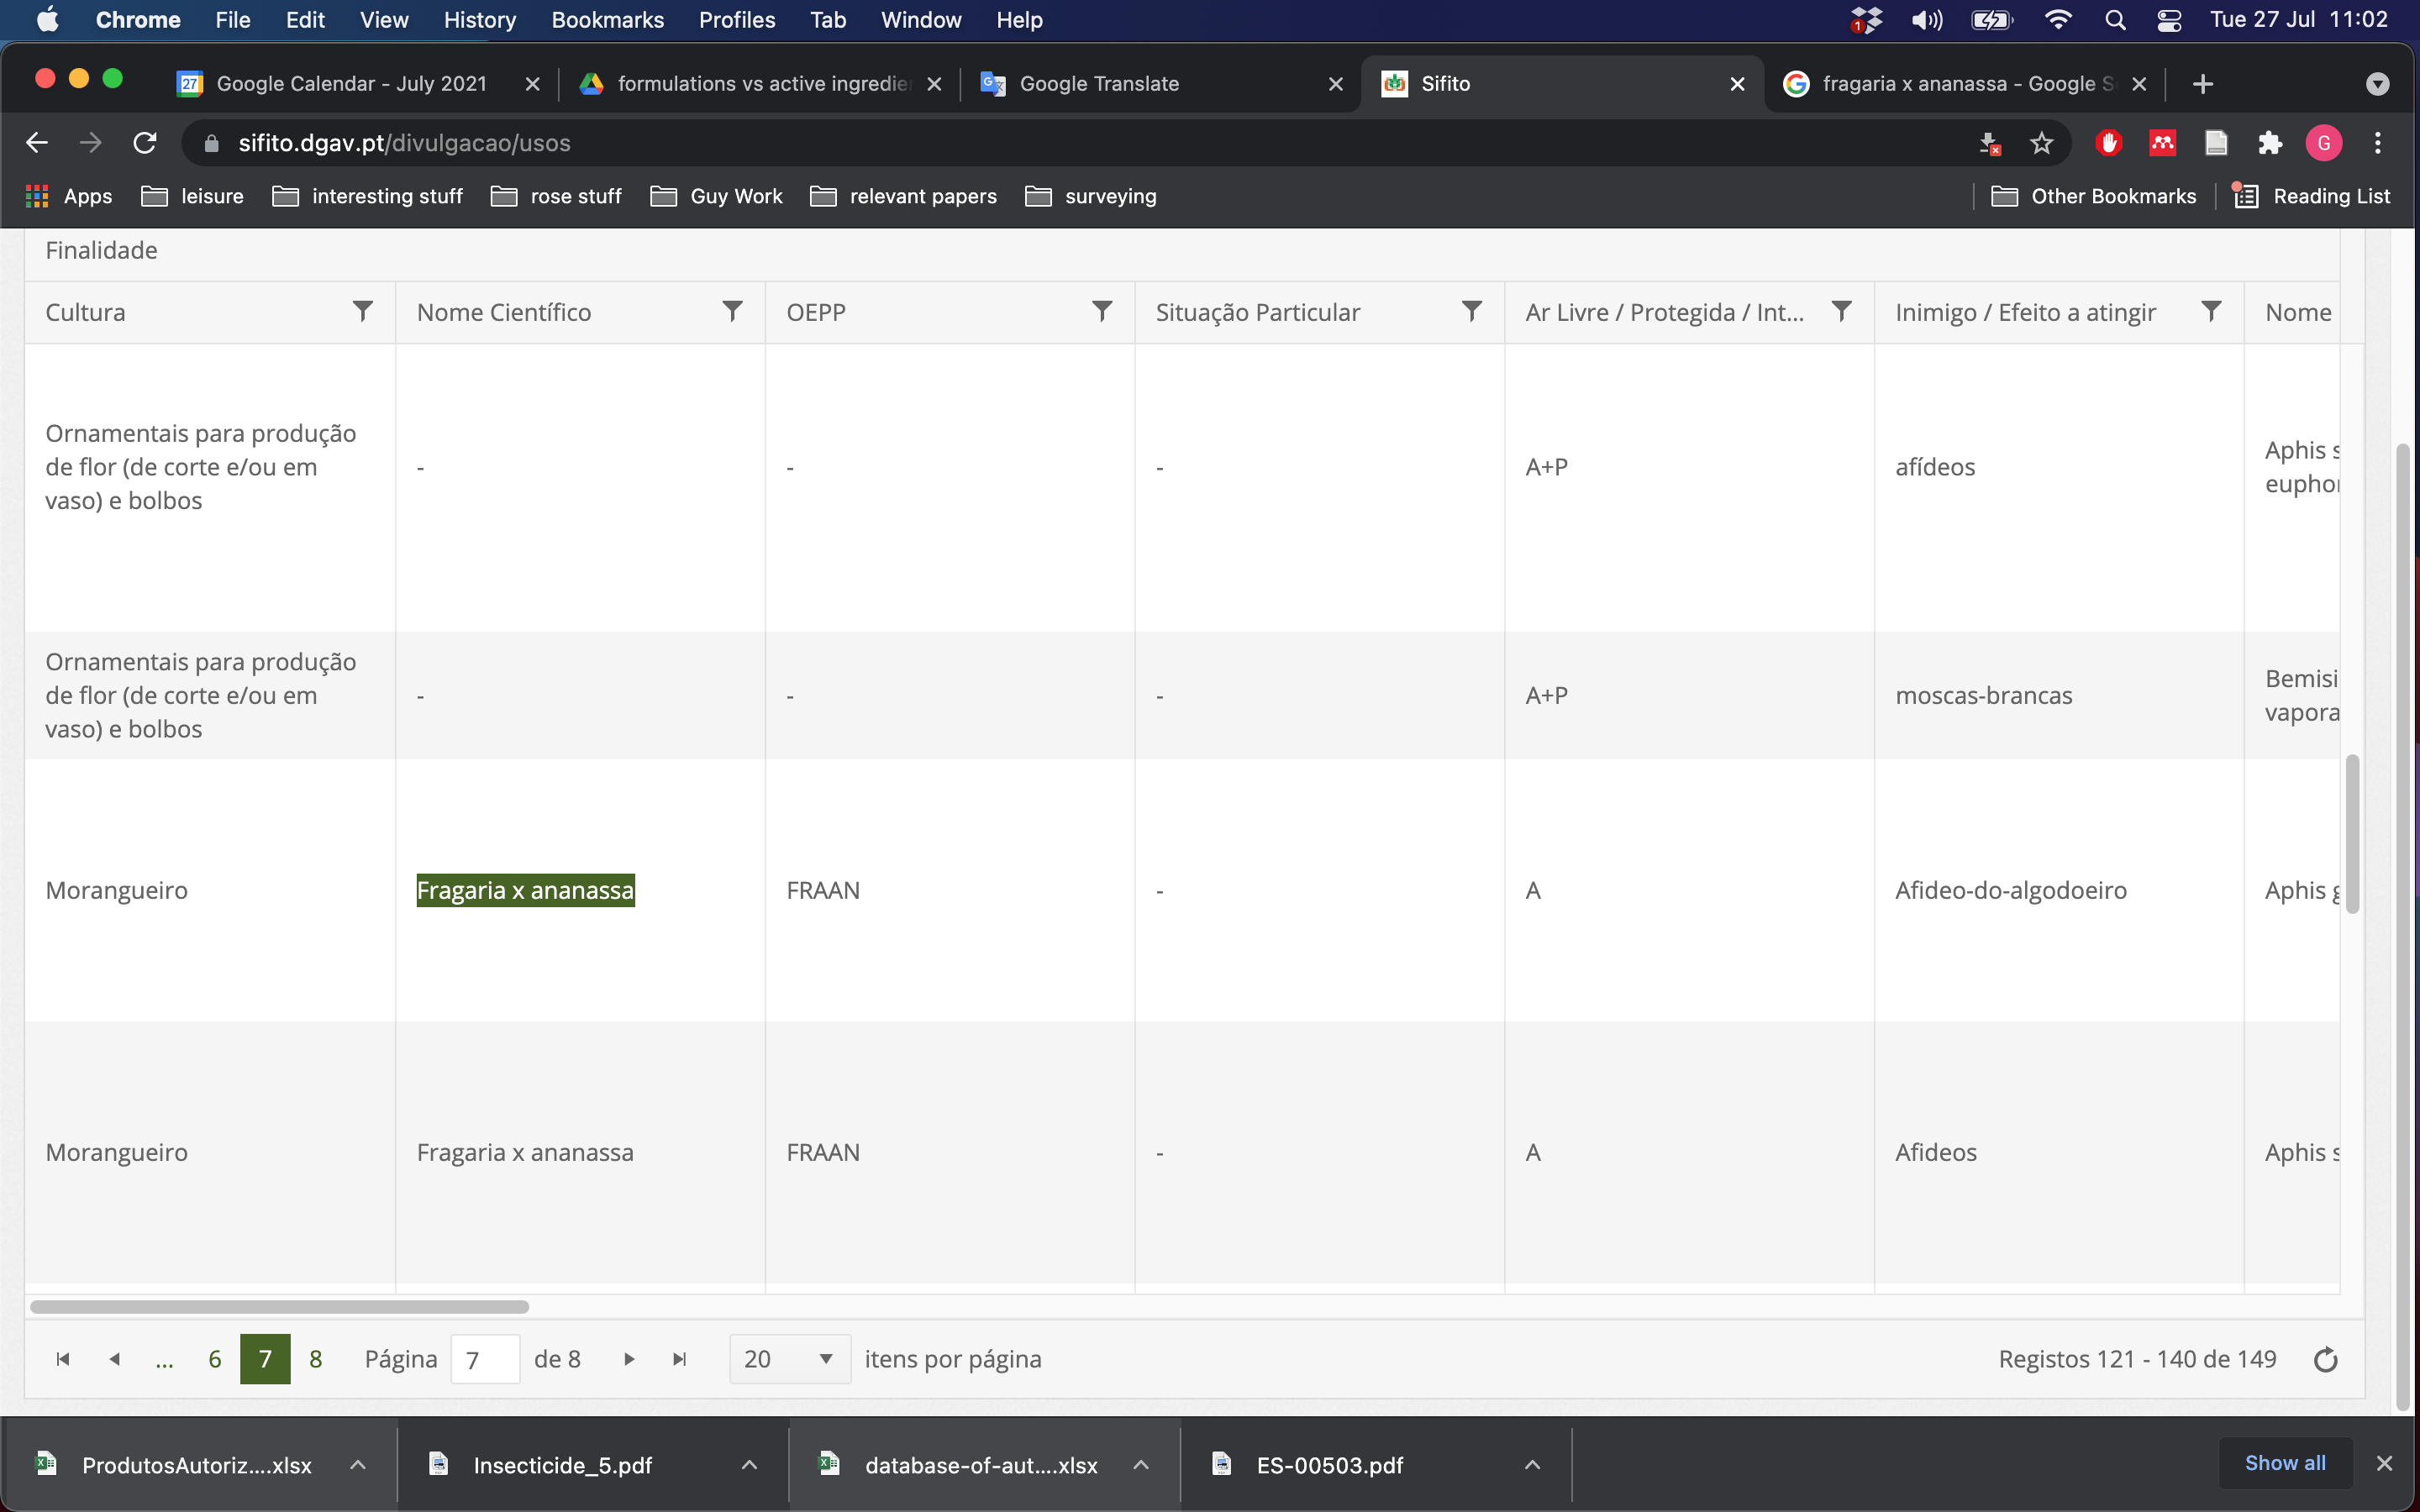 Chrome File Edit View History Bookmarks Profiles Tab Window Help 1 Tue 27 Jul 11:02
27 Google Calendar - July 2021 formulations vs active ingredie Google Translate Sifito fragaria x ananassa - Google S
sifito.dgav.pt/divulgacao/usos G
Apps leisure interesting stuff rose stuff Guy Work relevant papers surveying Other Bookmarks Reading List
Finalidade
Cultura Nome Científico OEPP Situação Particular Ar Livre / Protegida / Int... Inimigo / Efeito a atingir Nome
Ornamentais para produção
de flor (de corte e/ou em
vaso) e bolbos
- - - A+P afídeos
Aphis s
euphor
Ornamentais para produção
de flor (de corte e/ou em
vaso) e bolbos
- - - A+P moscas-brancas
Bemisi
vapora
Morangueiro Fragaria x ananassa FRAAN - A Afideo-do-algodoeiro Aphis g
Morangueiro Fragaria x ananassa FRAAN - A Afideos Aphis s
... 6 7 8 Página 7 de 8 20 itens por página Registos 121 - 140 de 149
ProdutosAutoriz....xlsx Insecticide_5.pdf database-of-aut....xlsx ES-00503.pdf Show all